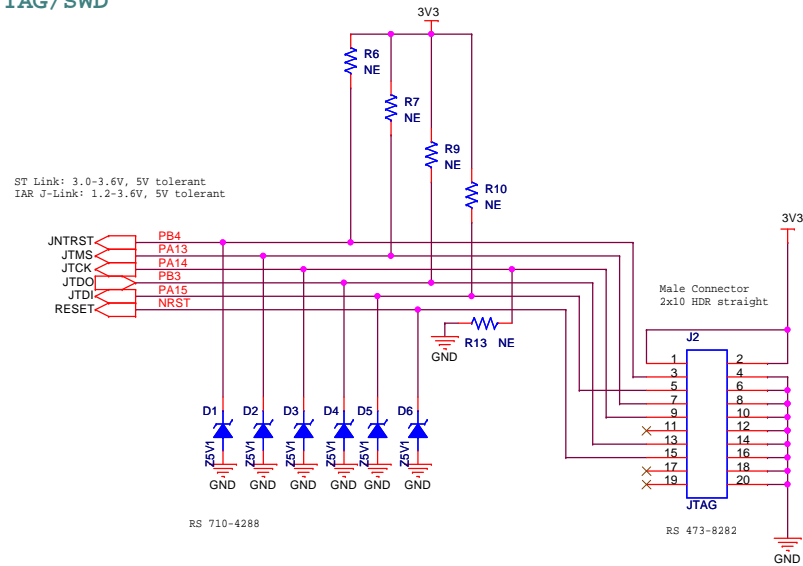 TAG/SWD
3V3
R6
NE
R7
NE
R9
NE
R10
NE
ST Link: 3.0-3.6V, 5V tolerant
IAR J-Link: 1.2-3.6V, 5V tolerant
3V3
JNTRST PB4
JTMS PA13
JTCK PA14
JTDO PB3
JTDI PA15
RESET NRST
Male Connector
2x10 HDR straight
R13 NE
GND
J2
1 2
3 4
5 6
7 8
9 10
11 12
13 14
15 16
17 18
19 20
JTAG
D1 D2 D3 D4 D5 D6
Z5V1 Z5V1 Z5V1 Z5V1 Z5V1 Z5V1
GND GND GND GND GND GND
RS 710-4288
RS 473-8282
GND